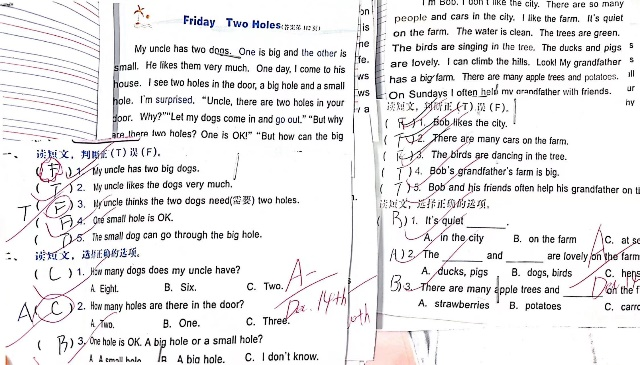 Friday Two Holes
My uncle has two dogs. One is big and the other is
small. He likes them very much. One day, I come to his
house. I see two holes in the door, a big hole and a small
hole. I'm surprised. "Uncle, there are two holes in your
door. Why?" "Let my dogs come in and go out." "But why
are there two holes? One is OK!" "But how can the big
一、 读短文，判断正(T)误(F)。
(F) 1. My uncle has two big dogs.
(T) 2. My uncle likes the dogs very much.
T (F) 3. My uncle thinks the two dogs need(需要) two holes.
(F) 4. One small hole is OK.
(T) 5. The small dog can go through the big hole.
二、 读短文，选择正确的选项。
(C) 1. How many dogs does my uncle have?
A. Eight. B. Six. C. Two.
A-
Dec. 14th
A (C) 2. How many holes are there in the door?
A. Two. B. One. C. Three.
(B) 3. One hole is OK. A big hole or a small hole?
A. A small hole B. A big hole. C. I don't know.
I'm Bob. I don't like the city. There are so many
people and cars in the city. I like the farm. It's quiet
on the farm. The water is clean. The trees are green.
The birds are singing in the tree. The ducks and pigs
are lovely. I can climb the hills. Look! My grandfather
has a big farm. There are many apple trees and potatoes.
On Sundays I often help my grandfather with friends.
读短文，判断正(T)误(F)。
(F) 1. Bob likes the city.
2. There are many cars on the farm.
(F) 3. The birds are dancing in the tree.
(T) 4. Bob's grandfather's farm is big.
(T) 5. Bob and his friends often help his grandfather on
读短文，选择正确的选项。
(B) 1. It's quiet ______.
A. in the city B. on the farm C. at
(A) 2. The ______ and ______ are lovely on the farm
A. ducks, pigs B. dogs, birds C. hens
(B) 3. There are many apple trees and ______ on the
A. strawberries B. potatoes C.